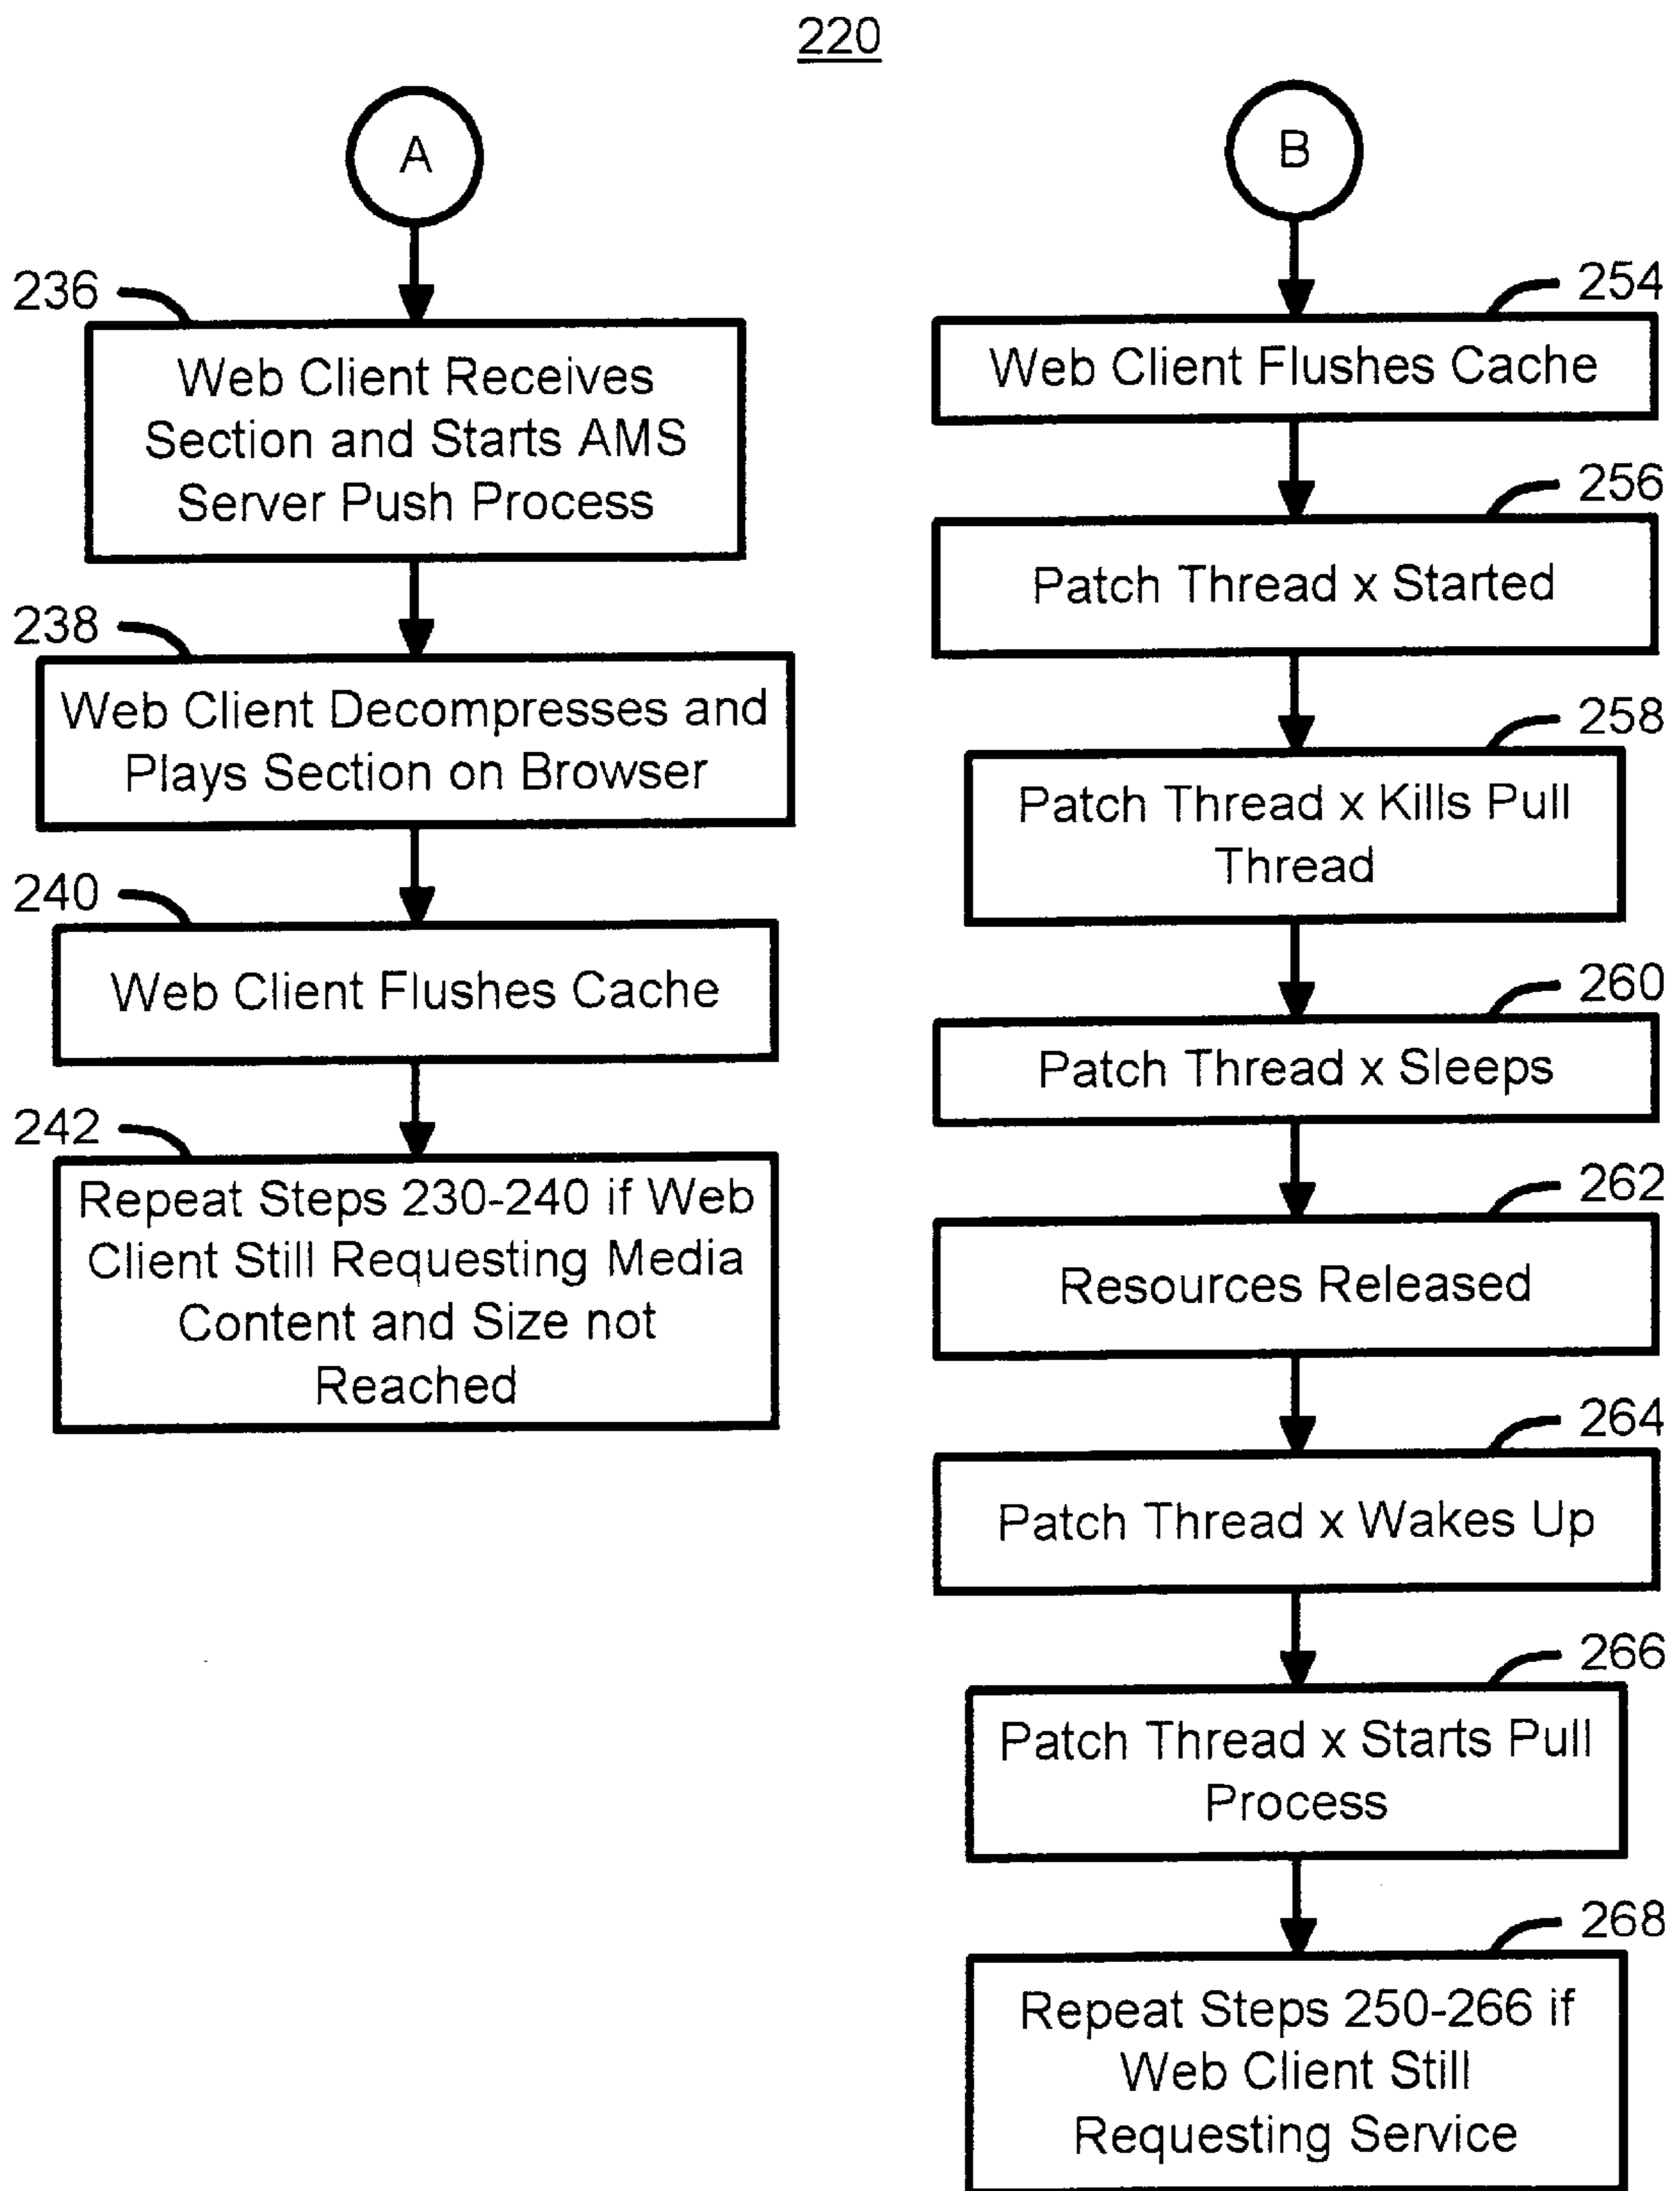 220
A
236
Web Client Receives
Section and Starts AMS
Server Push Process
238
Web Client Decompresses and
Plays Section on Browser
240
Web Client Flushes Cache
242
Repeat Steps 230-240 if Web
Client Still Requesting Media
Content and Size not
Reached
B
254
Web Client Flushes Cache
256
Patch Thread x Started
258
Patch Thread x Kills Pull
Thread
260
Patch Thread x Sleeps
262
Resources Released
264
Patch Thread x Wakes Up
266
Patch Thread x Starts Pull
Process
268
Repeat Steps 250-266 if
Web Client Still
Requesting Service